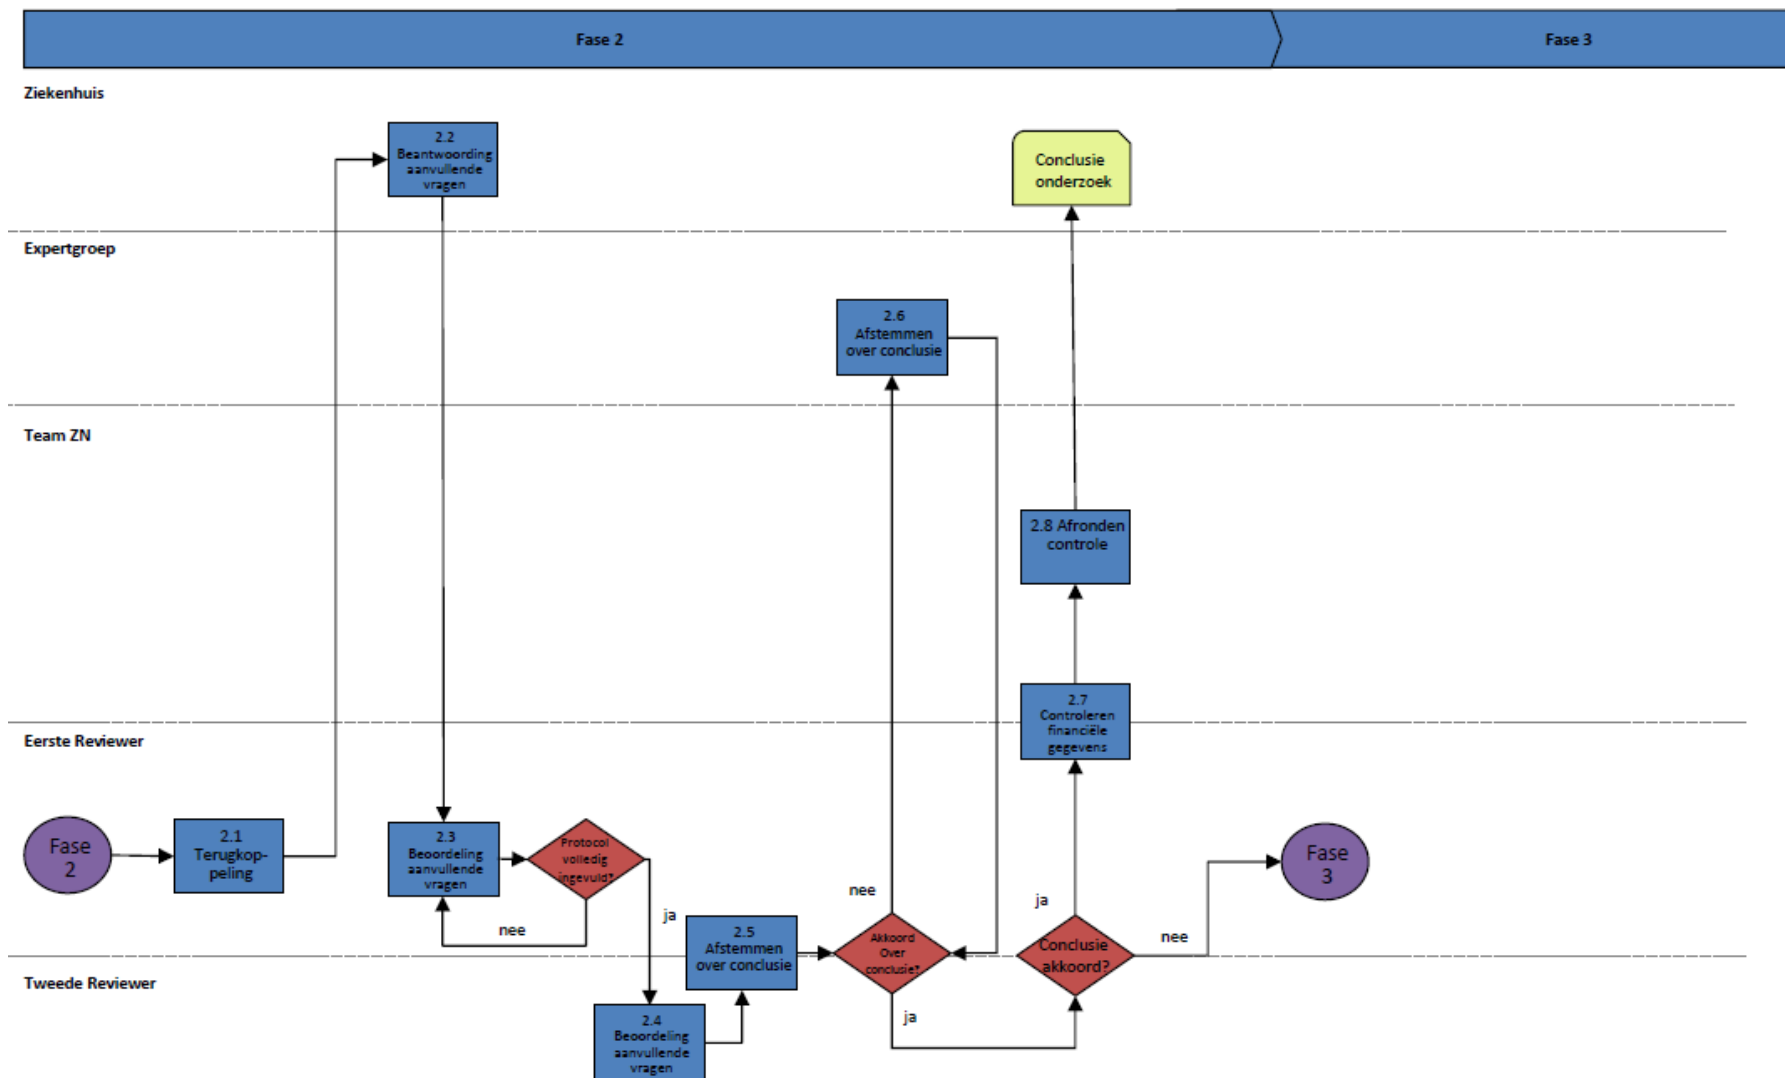 Fase 2
Fase 3
Ziekenhuis
2.2
Beantwoording
aanvullende
vragen
Conclusie
onderzoek
Expertgroep
2.6
Afstemmen
over conclusie
Team ZN
2.8 Afronden
controle
2.7
Controleren
financiële
gegevens
Eerste Reviewer
Fase
2
2.1
Terugkop-
peling
2.3
Beoordeling
aanvullende
vragen
Protocol
volledig
ingevuld?
nee
ja
2.5
Afstemmen
over conclusie
nee
Akkoord
Over
conclusie?
ja
ja
Conclusie
akkoord?
nee
Fase
3
Tweede Reviewer
2.4
Beoordeling
aanvullende
vragen